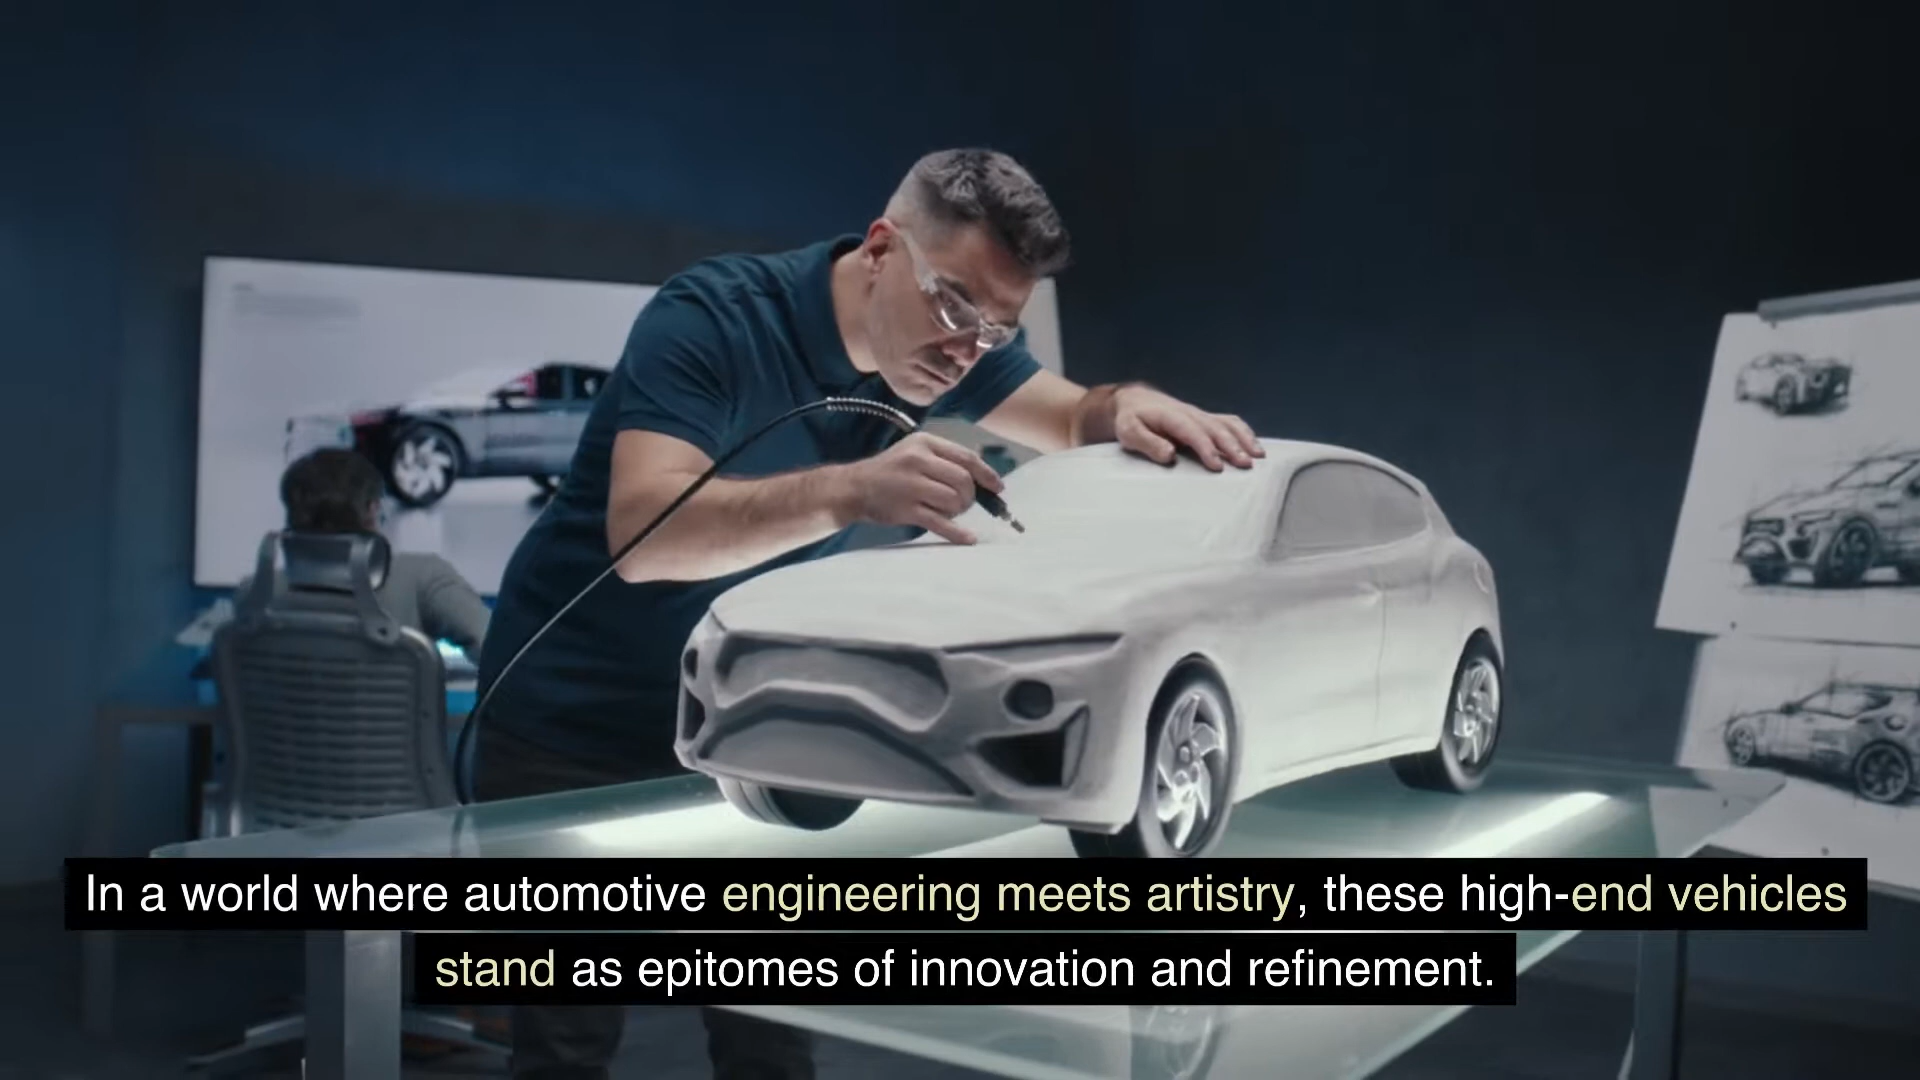 In a world where automotive engineering meets artistry, these high-end vehicles
stand as epitomes of innovation and refinement.